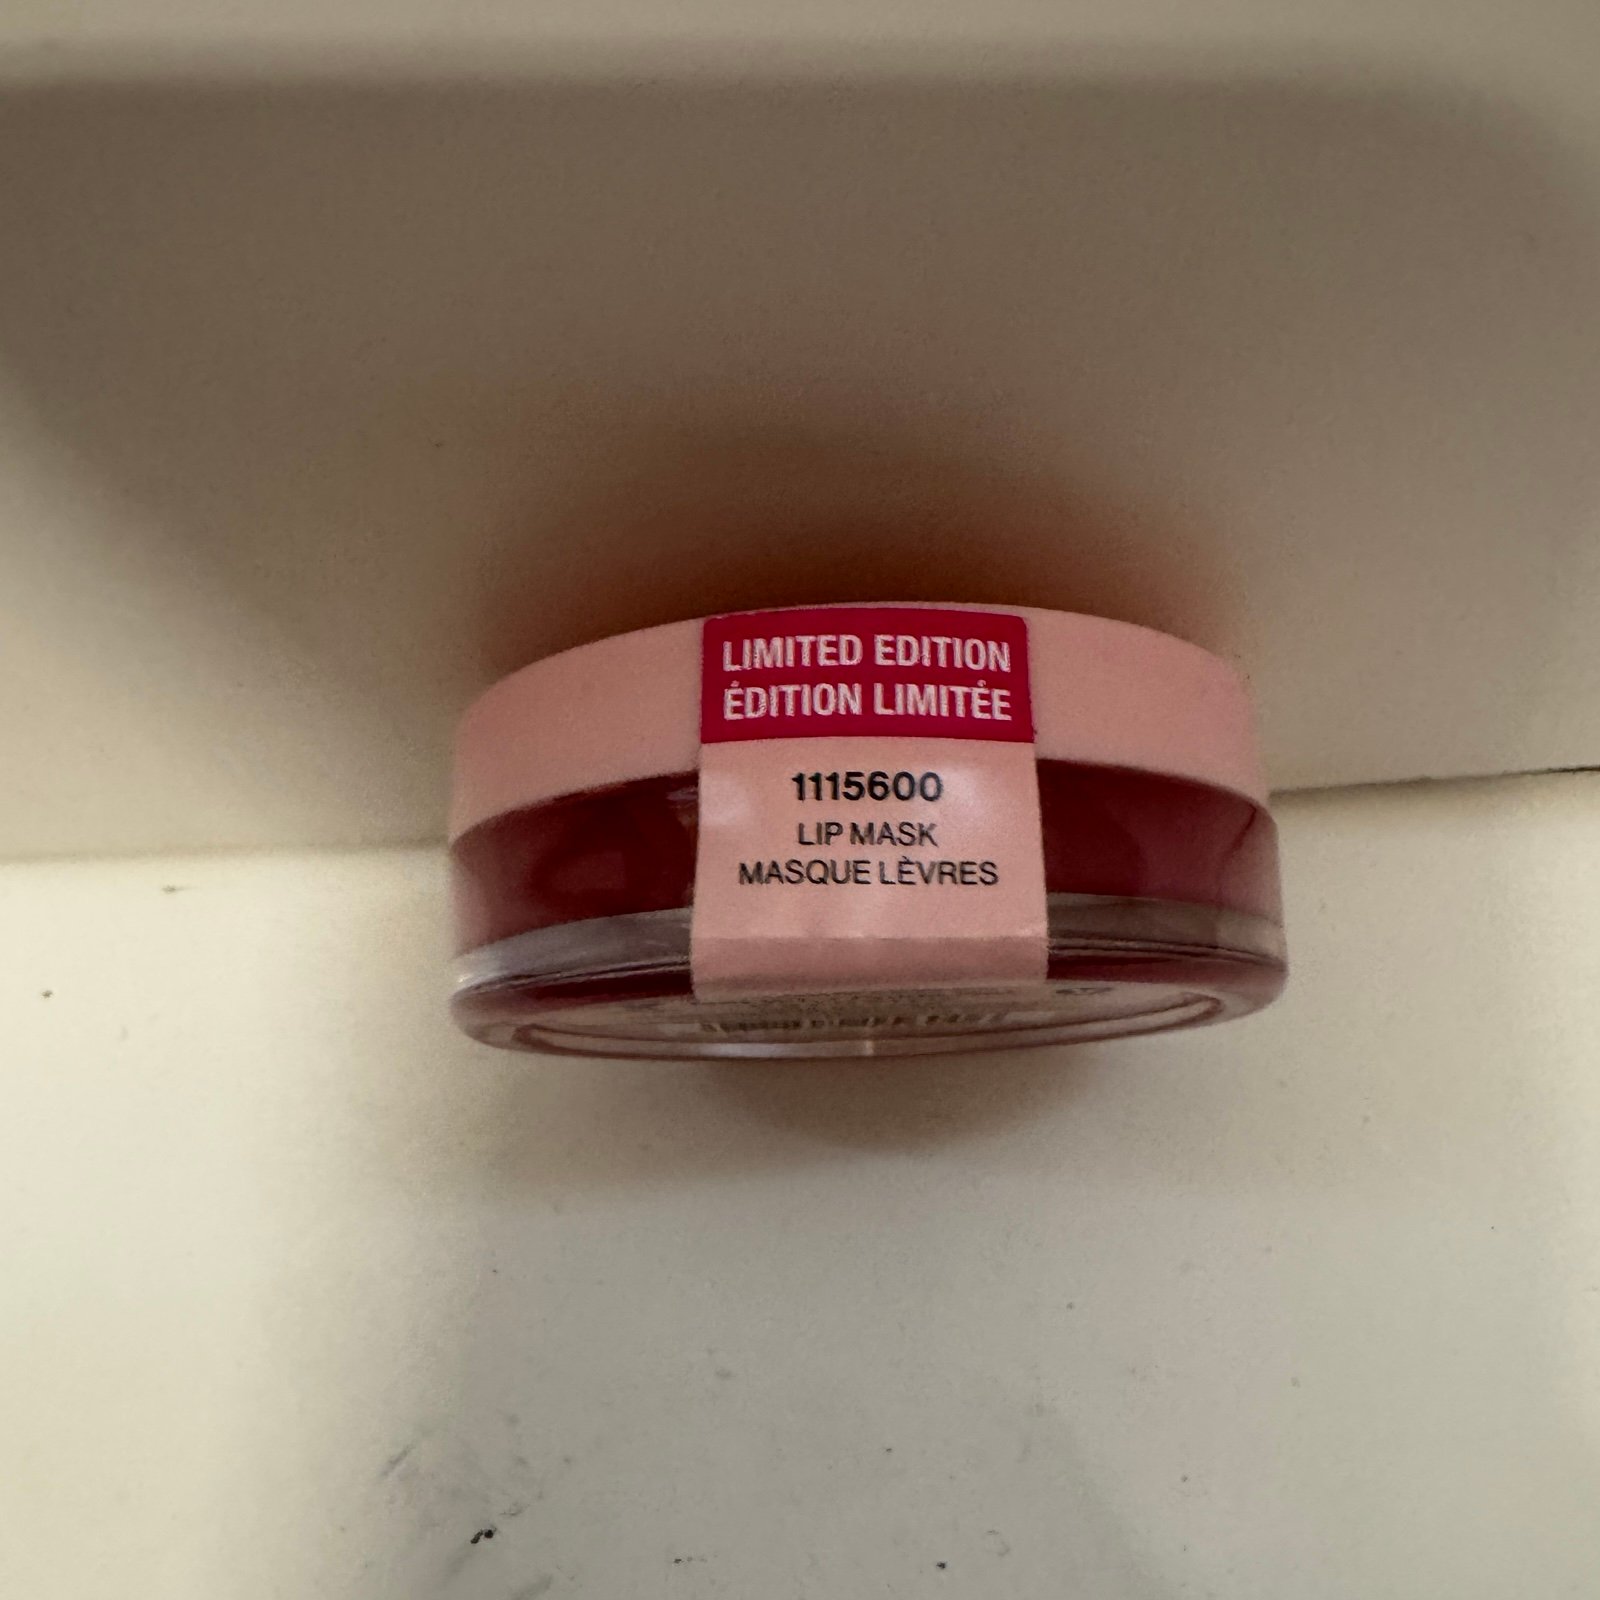 LIMITED EDITION
ÉDITION LIMITÉE
1115600
LIP MASK
MASQUE LÈVRES